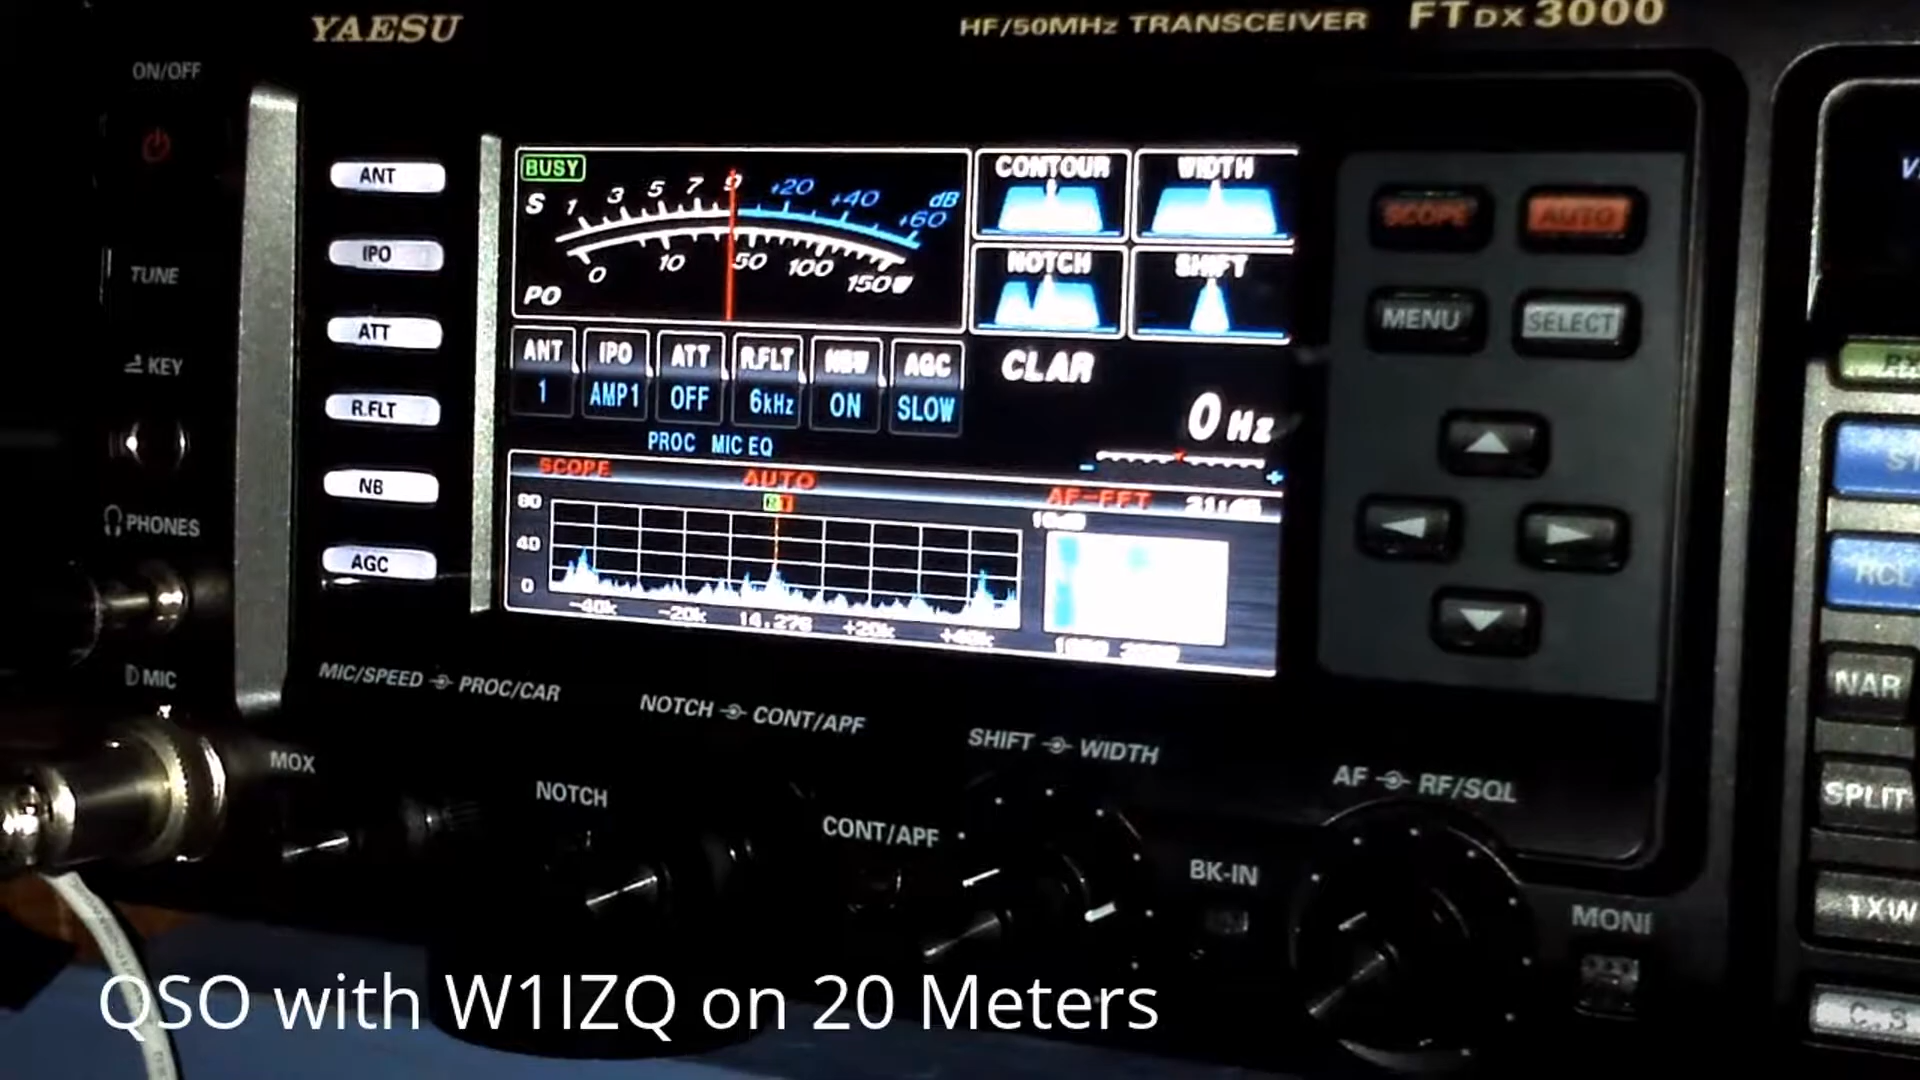 YAESU
HF/50MHz TRANSCEIVER FTDX3000
ON/OFF
TUNE
KEY
PHONES
MIC
ANT
IPO
ATT
R.FLT
NB
AGC
BUSY
S 1 3 5 7 9 +20 +40 +60 dB
0 10 50 100 150W
PO
CONTOUR WIDTH
NOTCH SHIFT
ANT IPO ATT R.FLT NBW AGC
1 AMP1 OFF 6kHz ON SLOW
PROC MIC EQ
CLAR
0 Hz
- +
SCOPE AUTO AF-FFT
80
40
0
-40k -20k 14.276 +20k +40k
SCOPE AUTO
MENU SELECT
MIC/SPEED PROC/CAR
NOTCH CONT/APF
SHIFT WIDTH
AF RF/SQL
MOX
NOTCH
CONT/APF
BK-IN
MONI
RCL
NAR
SPLIT
TXW
QSO with W1IZQ on 20 Meters